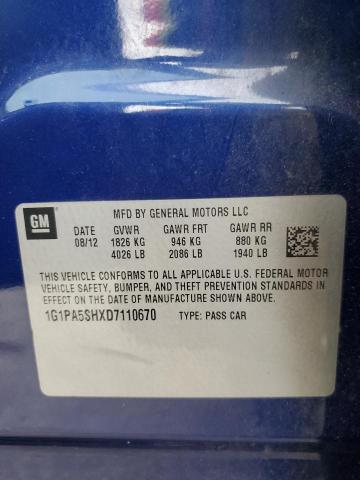 GM
MFD BY GENERAL MOTORS LLC
DATE GVWR GAWR FRT GAWR RR
08/12 1826 KG 946 KG 880 KG
4026 LB 2086 LB 1940 LB
THIS VEHICLE CONFORMS TO ALL APPLICABLE U.S. FEDERAL MOTOR
VEHICLE SAFETY, BUMPER, AND THEFT PREVENTION STANDARDS
IN EFFECT ON THE DATE OF MANUFACTURE SHOWN ABOVE.
1G1PA5SHXD7110670 TYPE: PASS CAR